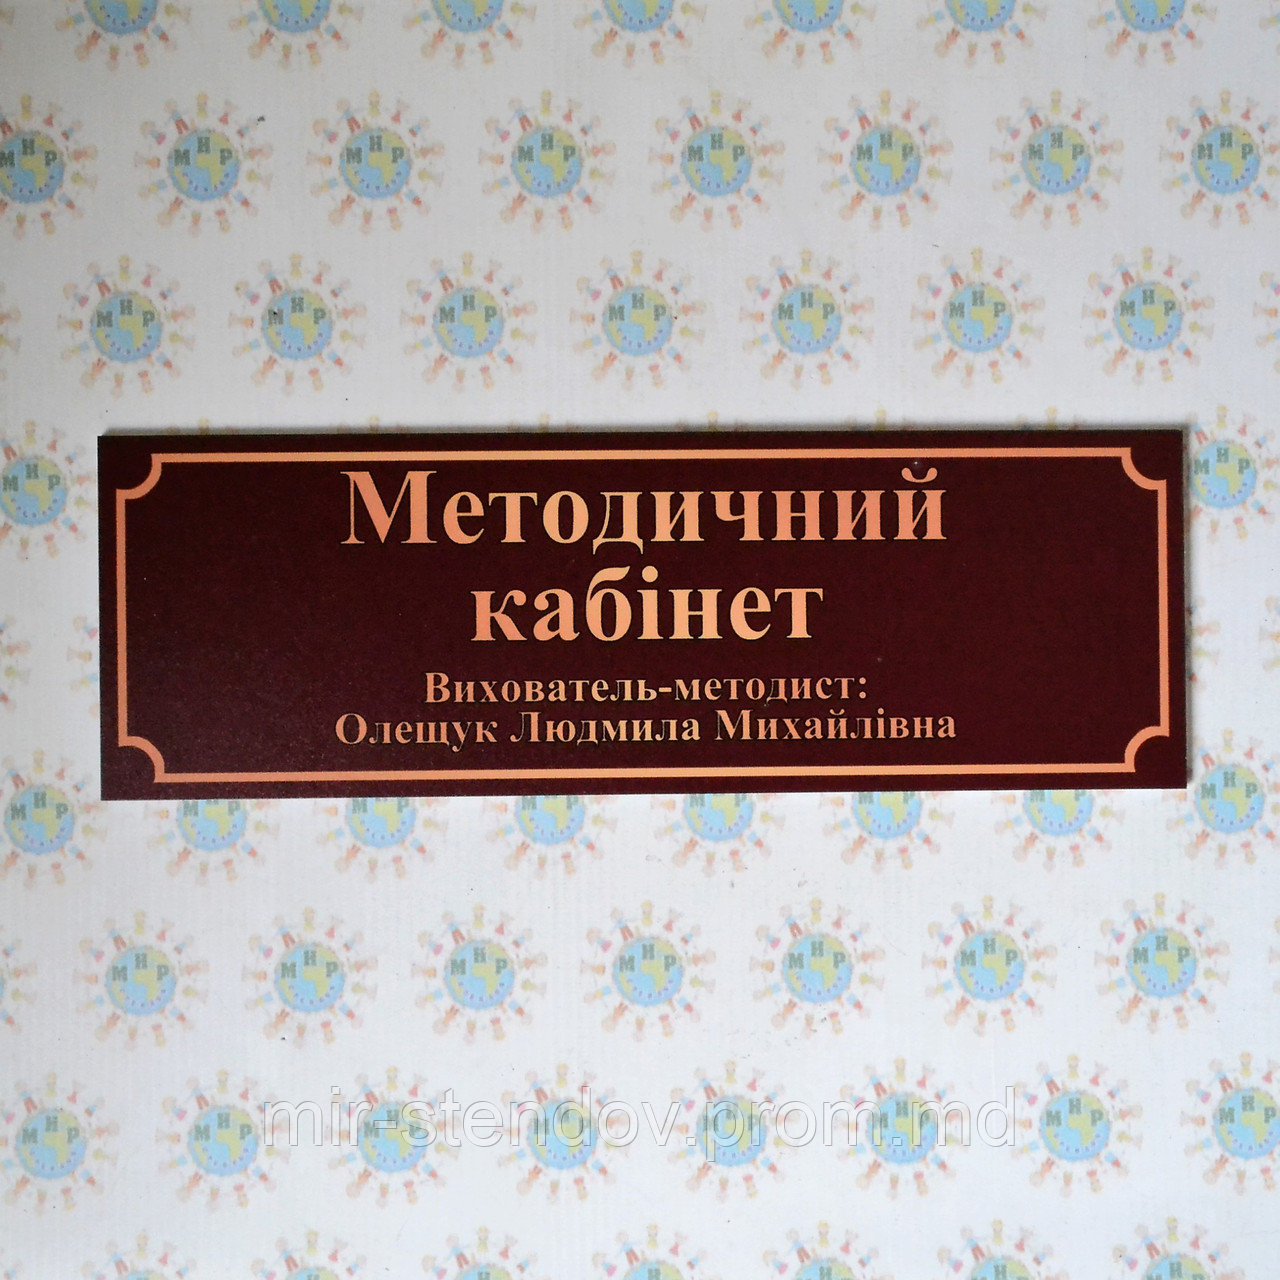 Методичний
кабінет
Вихователь-методист:
Олещук Людмила Михайлівна
mir-stendov.prom.md